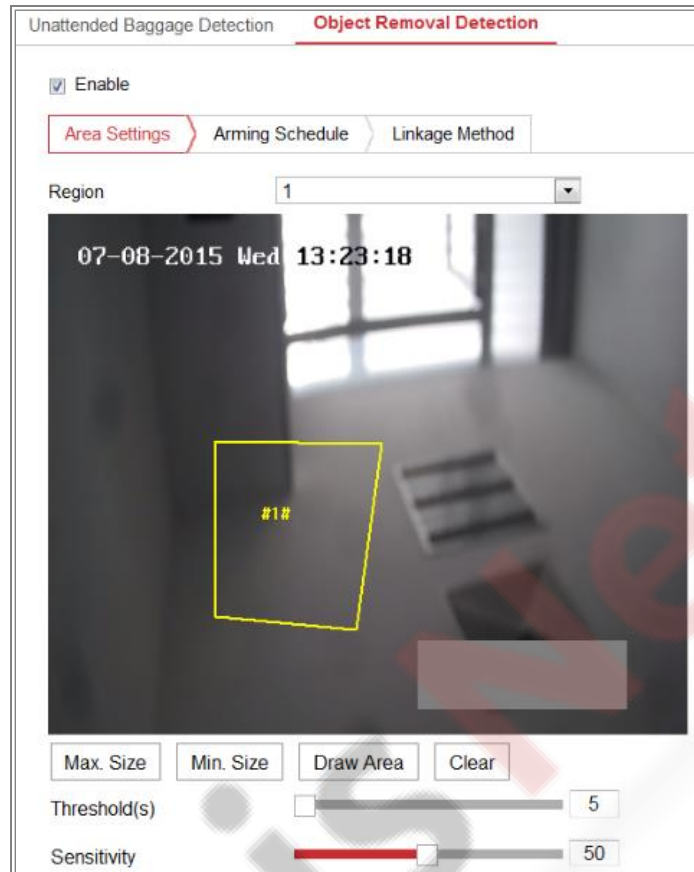 Unattended Baggage Detection Object Removal Detection
Enable
Area Settings Arming Schedule Linkage Method
Region 1
07-08-2015 Wed 13:23:18
#1#
Max. Size Min. Size Draw Area Clear
Threshold(s) 5
Sensitivity 50